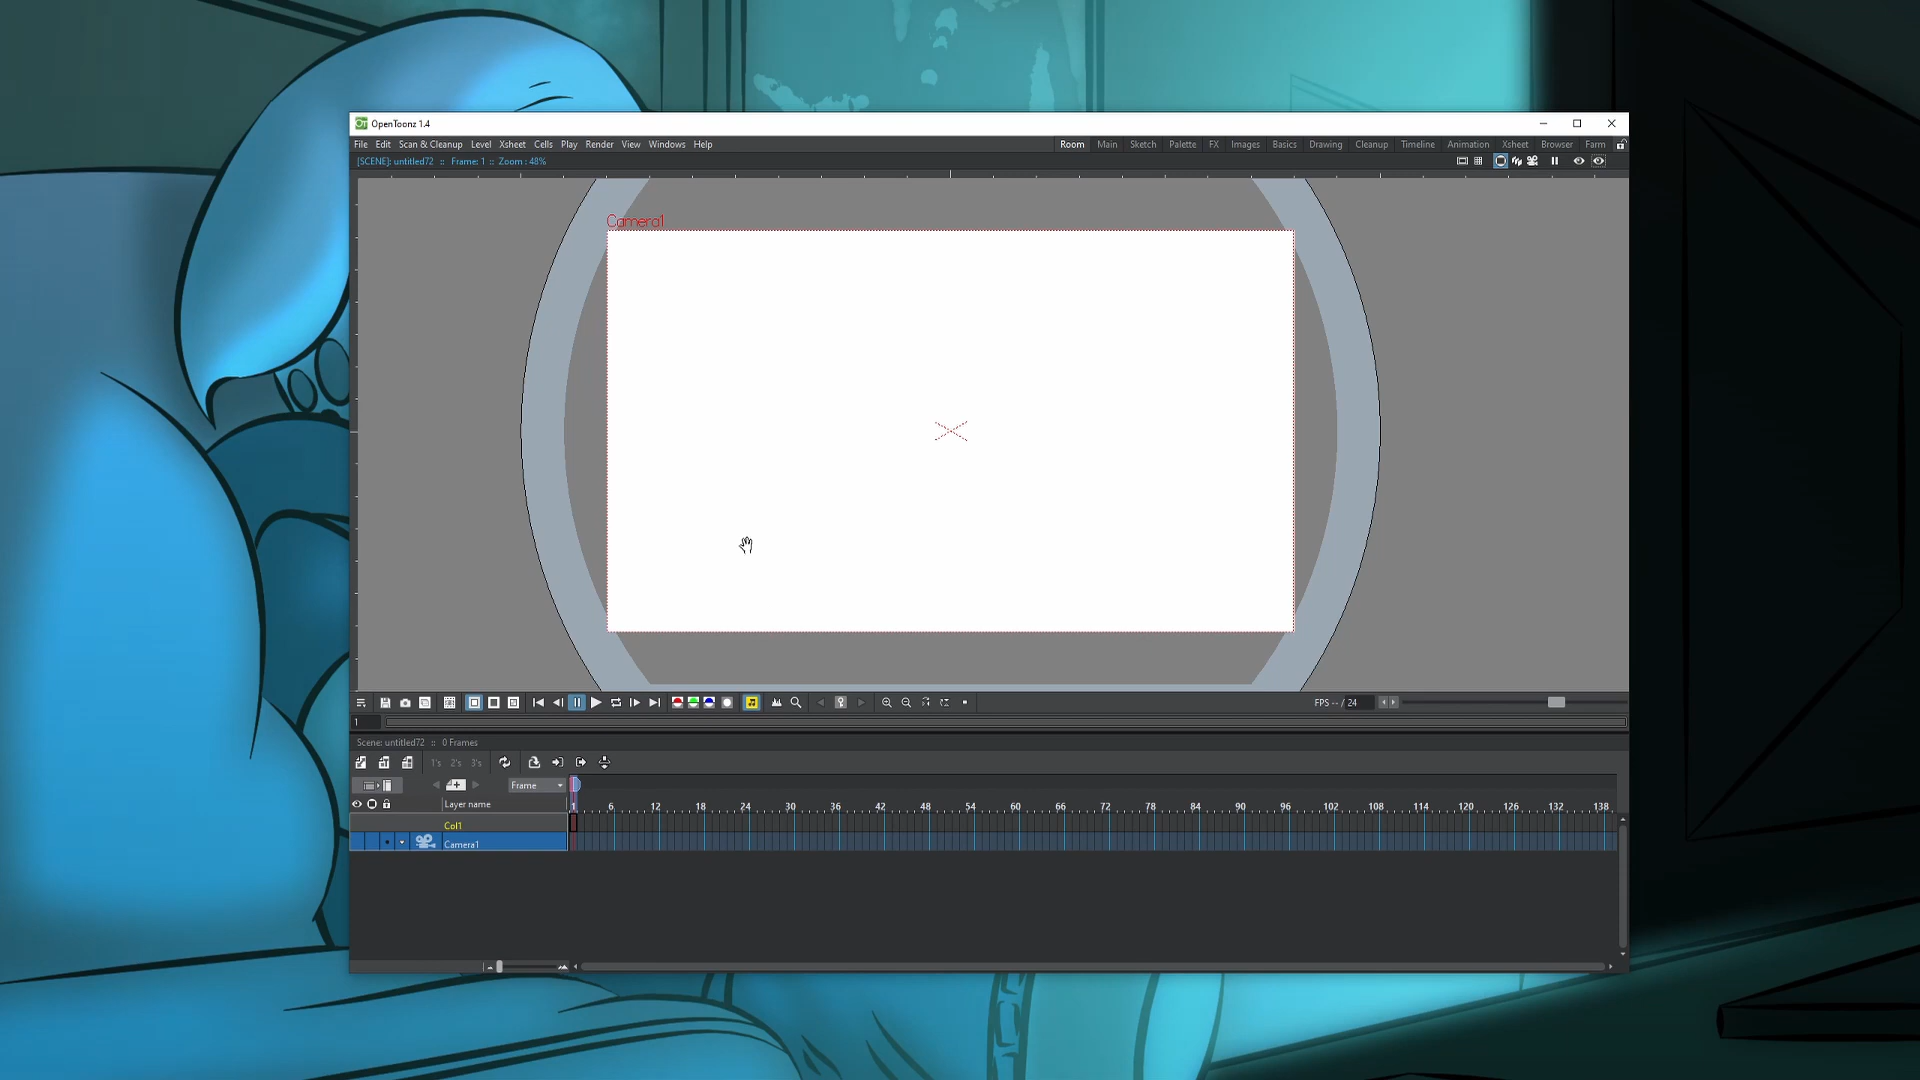 OpenToonz 1.4
File Edit Scan & Cleanup Level Xsheet Cells Play Render View Windows Help Room Main Sketch Palette FX Images Basics Drawing Cleanup Timeline Animation Xsheet Browser Farm
[SCENE]: untitled72 :: Frame: 1 :: Zoom : 48%
Camera1
FPS -- / 24
1
Scene: untitled72 :: 0 Frames
1's 2's 3's
Frame
Layer name 1 6 12 18 24 30 36 42 48 54 60 66 72 78 84 90 96 102 108 114 120 126 132 138
Col1
Camera1